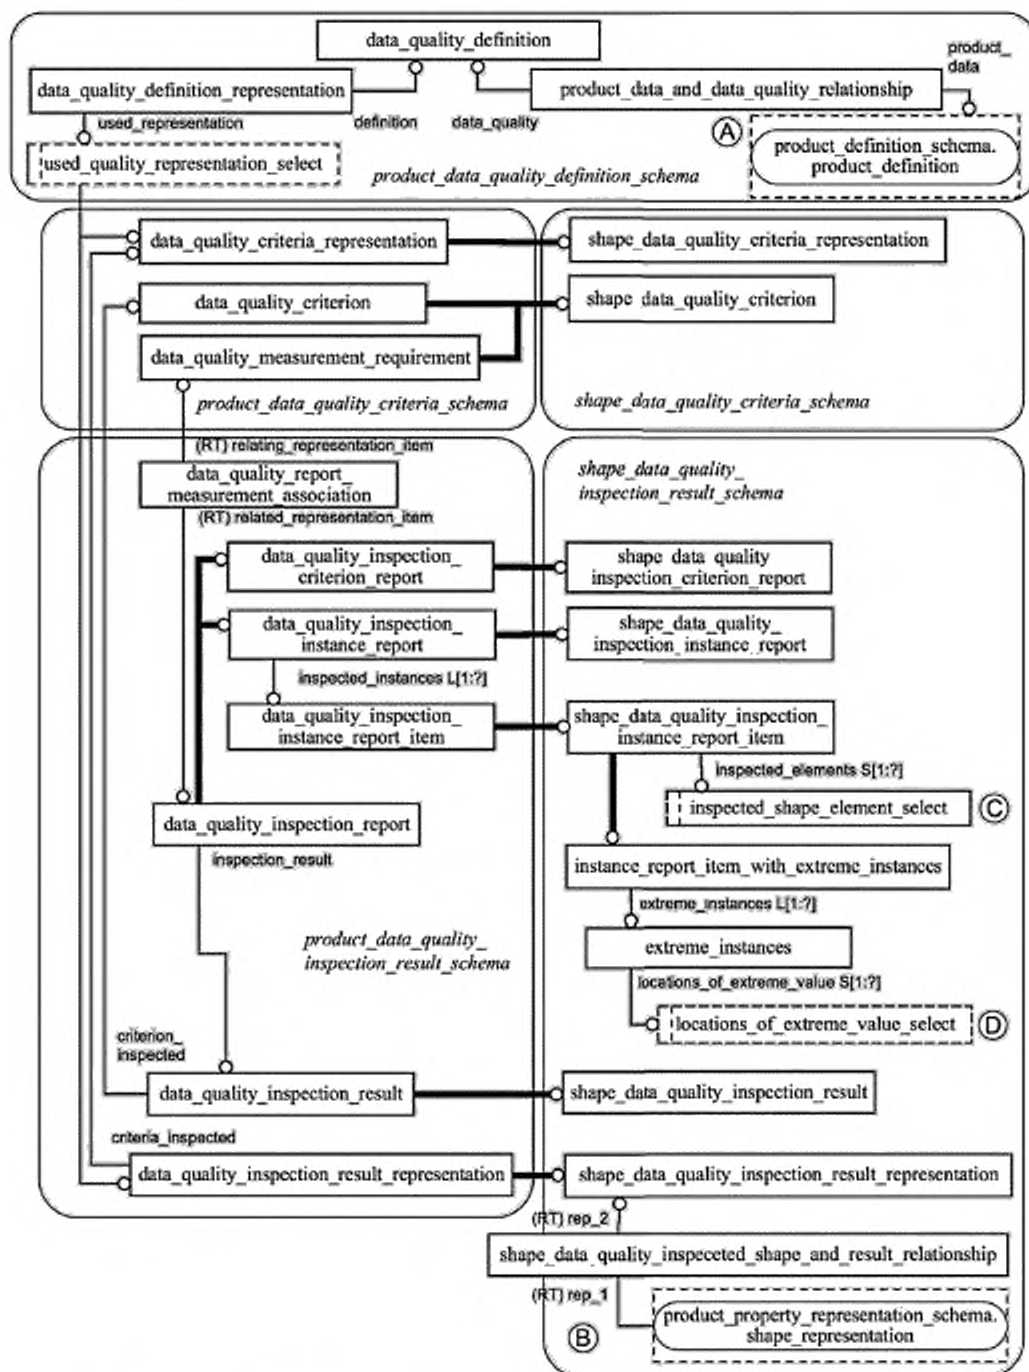 data_quality_definition
product_
data
data_quality_definition_representation
product_data_and_data_quality_relationship
used_representation
definition
data_quality
A
product_definition_schema.
product_definition
used_quality_representation_select
product_data_quality_definition_schema
data_quality_criteria_representation
shape_data_quality_criteria_representation
data_quality_criterion
shape_data_quality_criterion
data_quality_measurement_requirement
product_data_quality_criteria_schema
shape_data_quality_criteria_schema
(RT) relating_representation_item
data_quality_report_
measurement_association
(RT) related_representation_item
shape_data_quality_
inspection_result_schema
data_quality_inspection_
criterion_report
shape_data_quality
inspection_criterion_report
data_quality_inspection_
instance_report
shape_data_quality_
inspection_instance_report
inspected_instances L[1:?]
data_quality_inspection_
instance_report_item
shape_data_quality_inspection_
instance_report_item
inspected_elements S[1:?]
inspected_shape_element_select
C
data_quality_inspection_report
inspection_result
instance_report_item_with_extreme_instances
extreme_instances L[1:?]
extreme_instances
product_data_quality_
inspection_result_schema
locations_of_extreme_value S[1:?]
locations_of_extreme_value_select
D
criterion_
inspected
data_quality_inspection_result
shape_data_quality_inspection_result
criteria_inspected
data_quality_inspection_result_representation
shape_data_quality_inspection_result_representation
(RT) rep_2
shape_data_quality_inspeceted_shape_and_result_relationship
(RT) rep_1
product_property_representation_schema.
shape_representation
B